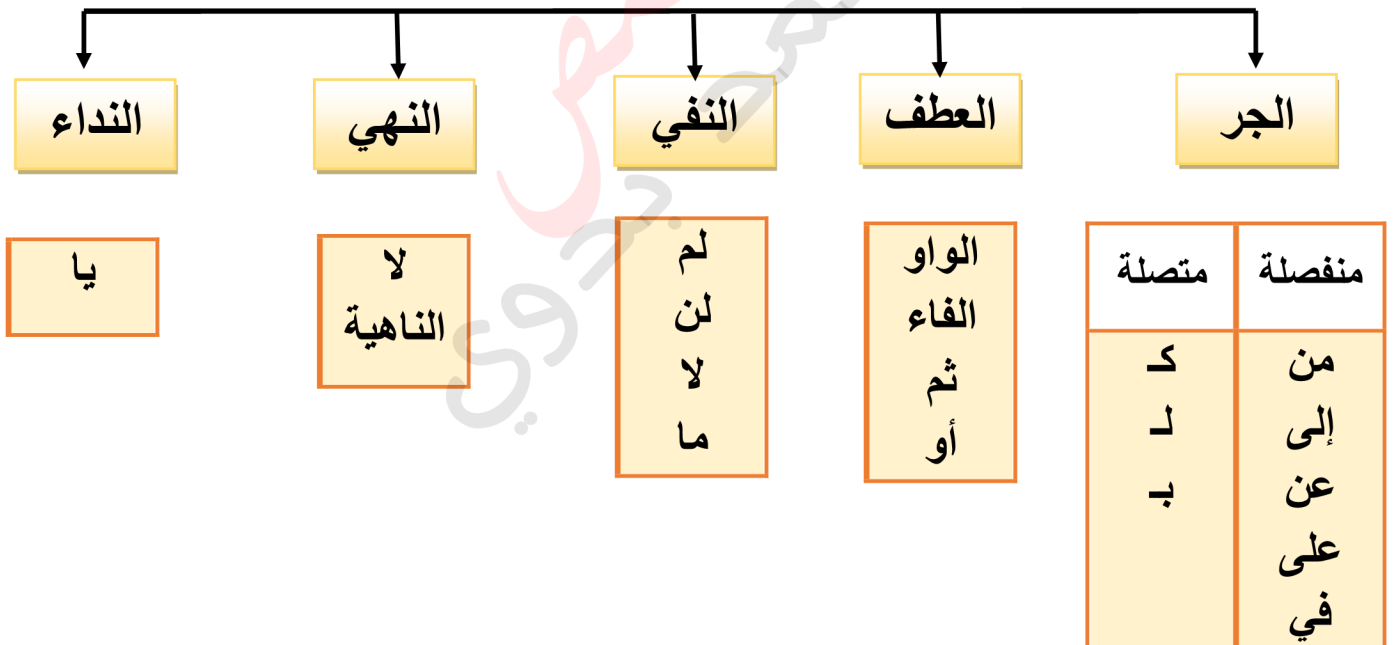 الجر
العطف
النفي
النهي
النداء
منفصلة
متصلة
من
إلى
عن
على
في
كـ
لـ
بـ
الواو
الفاء
ثم
أو
لم
لن
لا
ما
لا
الناهية
يا
بدوي